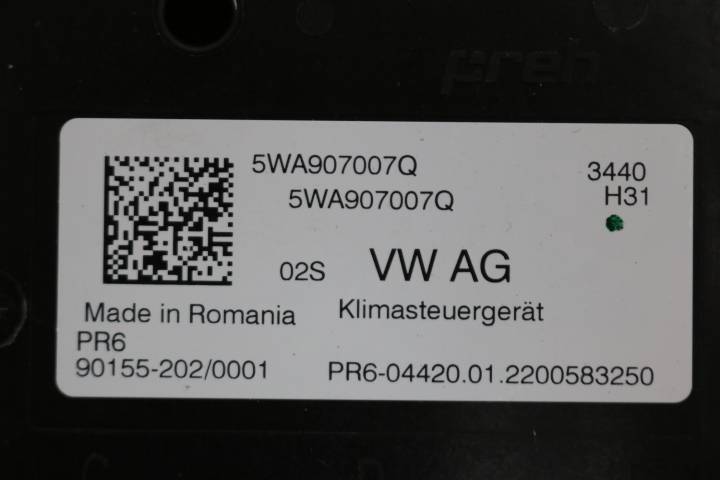 preh
5WA907007Q 3440
5WA907007Q H31
02S VW AG
Made in Romania Klimasteuergerät
PR6
90155-202/0001 PR6-04420.01.2200583250